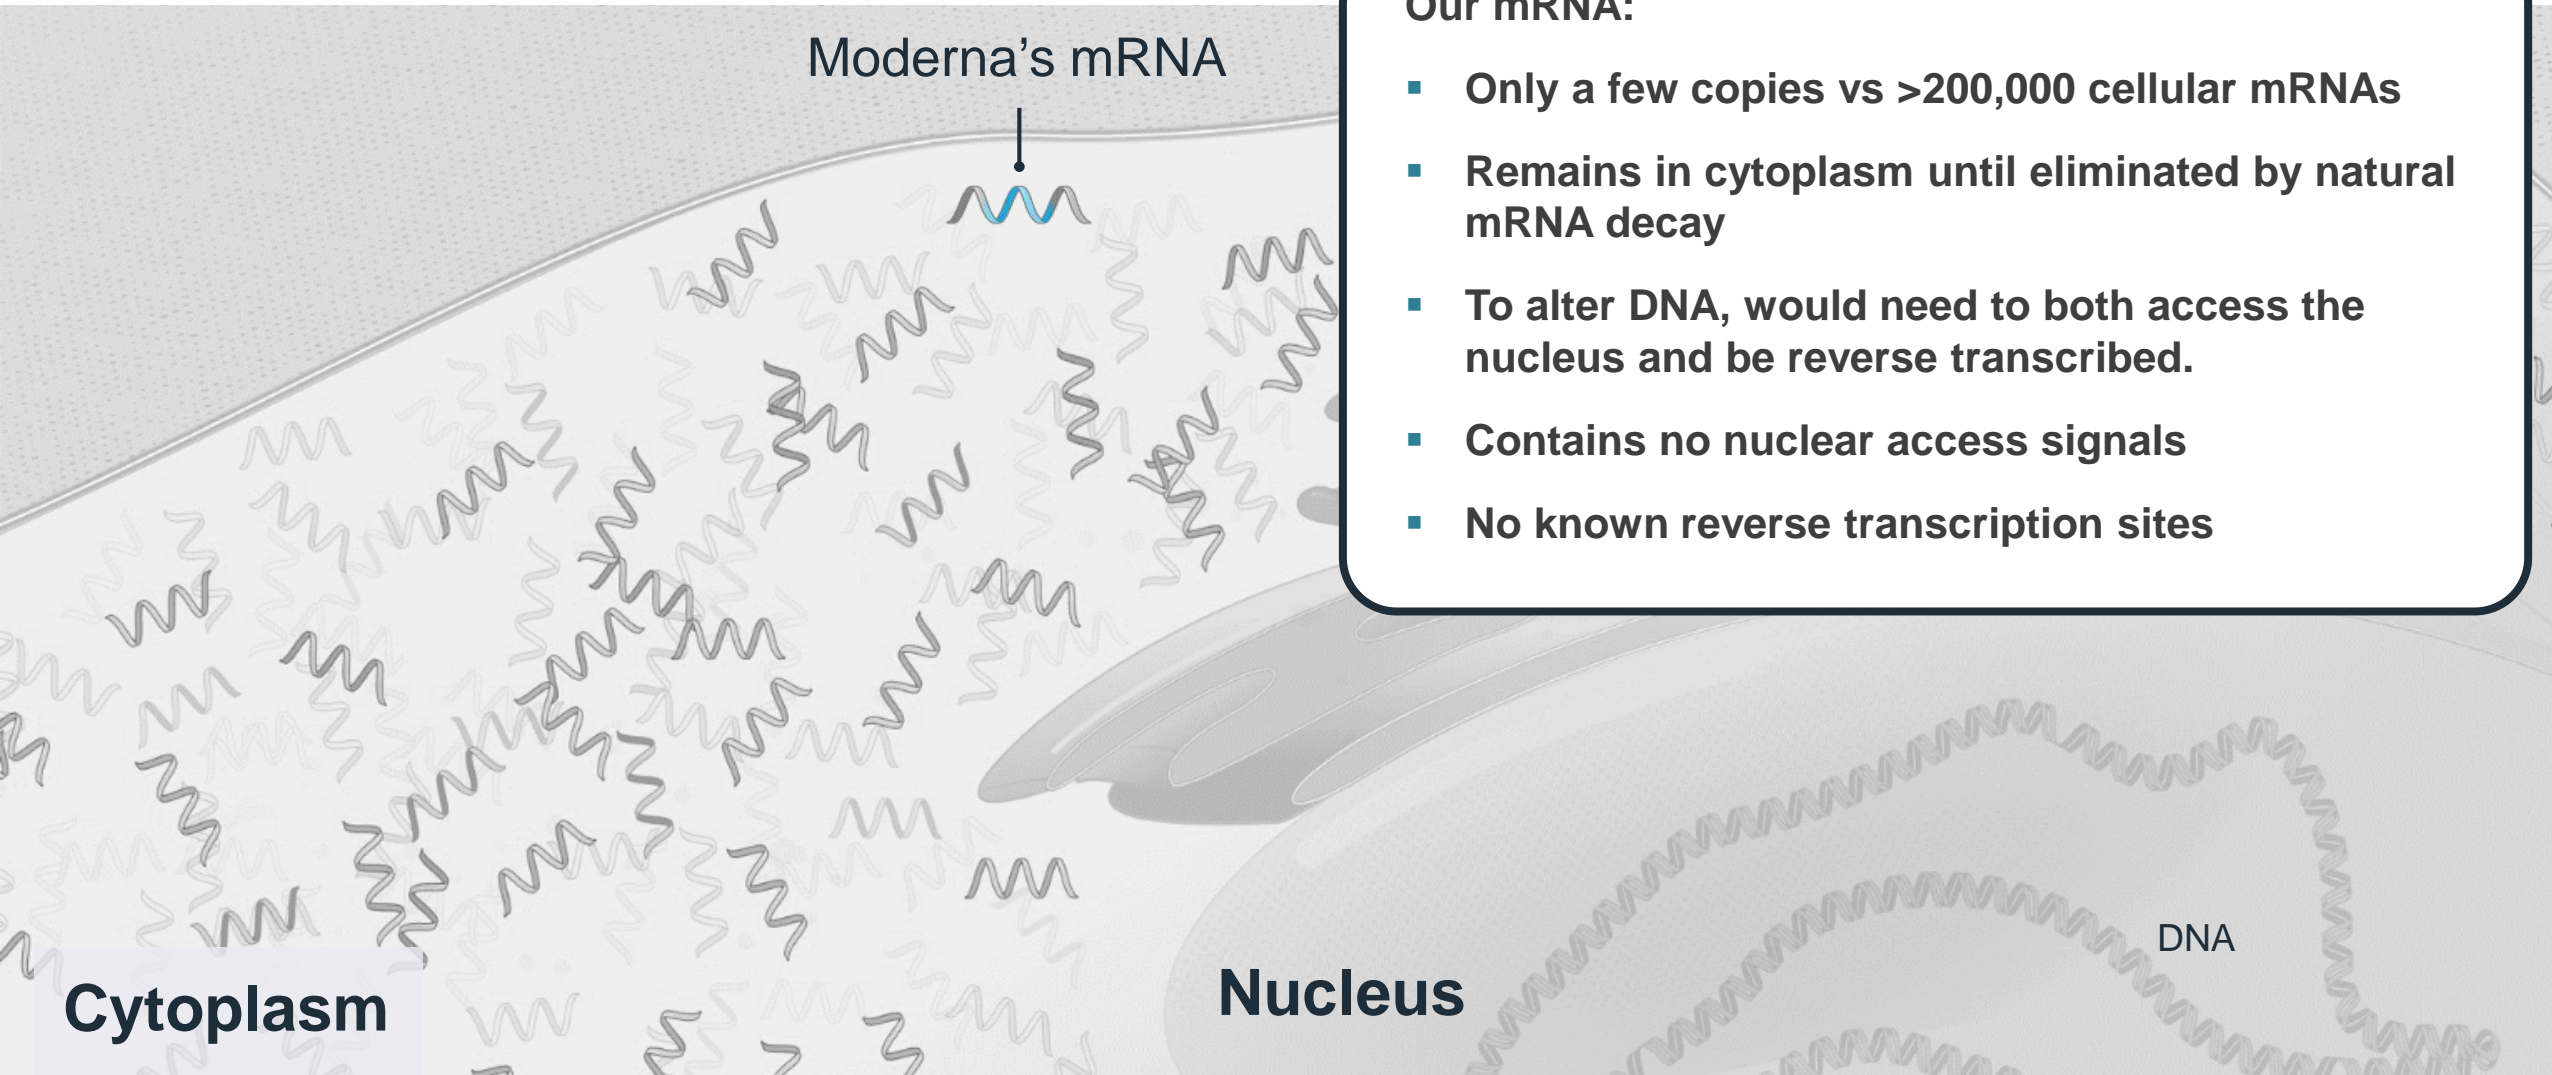 Our mRNA:
Moderna’s mRNA
▪ Only a few copies vs >200,000 cellular mRNAs
▪ Remains in cytoplasm until eliminated by natural
mRNA decay
▪ To alter DNA, would need to both access the
nucleus and be reverse transcribed.
▪ Contains no nuclear access signals
▪ No known reverse transcription sites
DNA
Nucleus
Cytoplasm